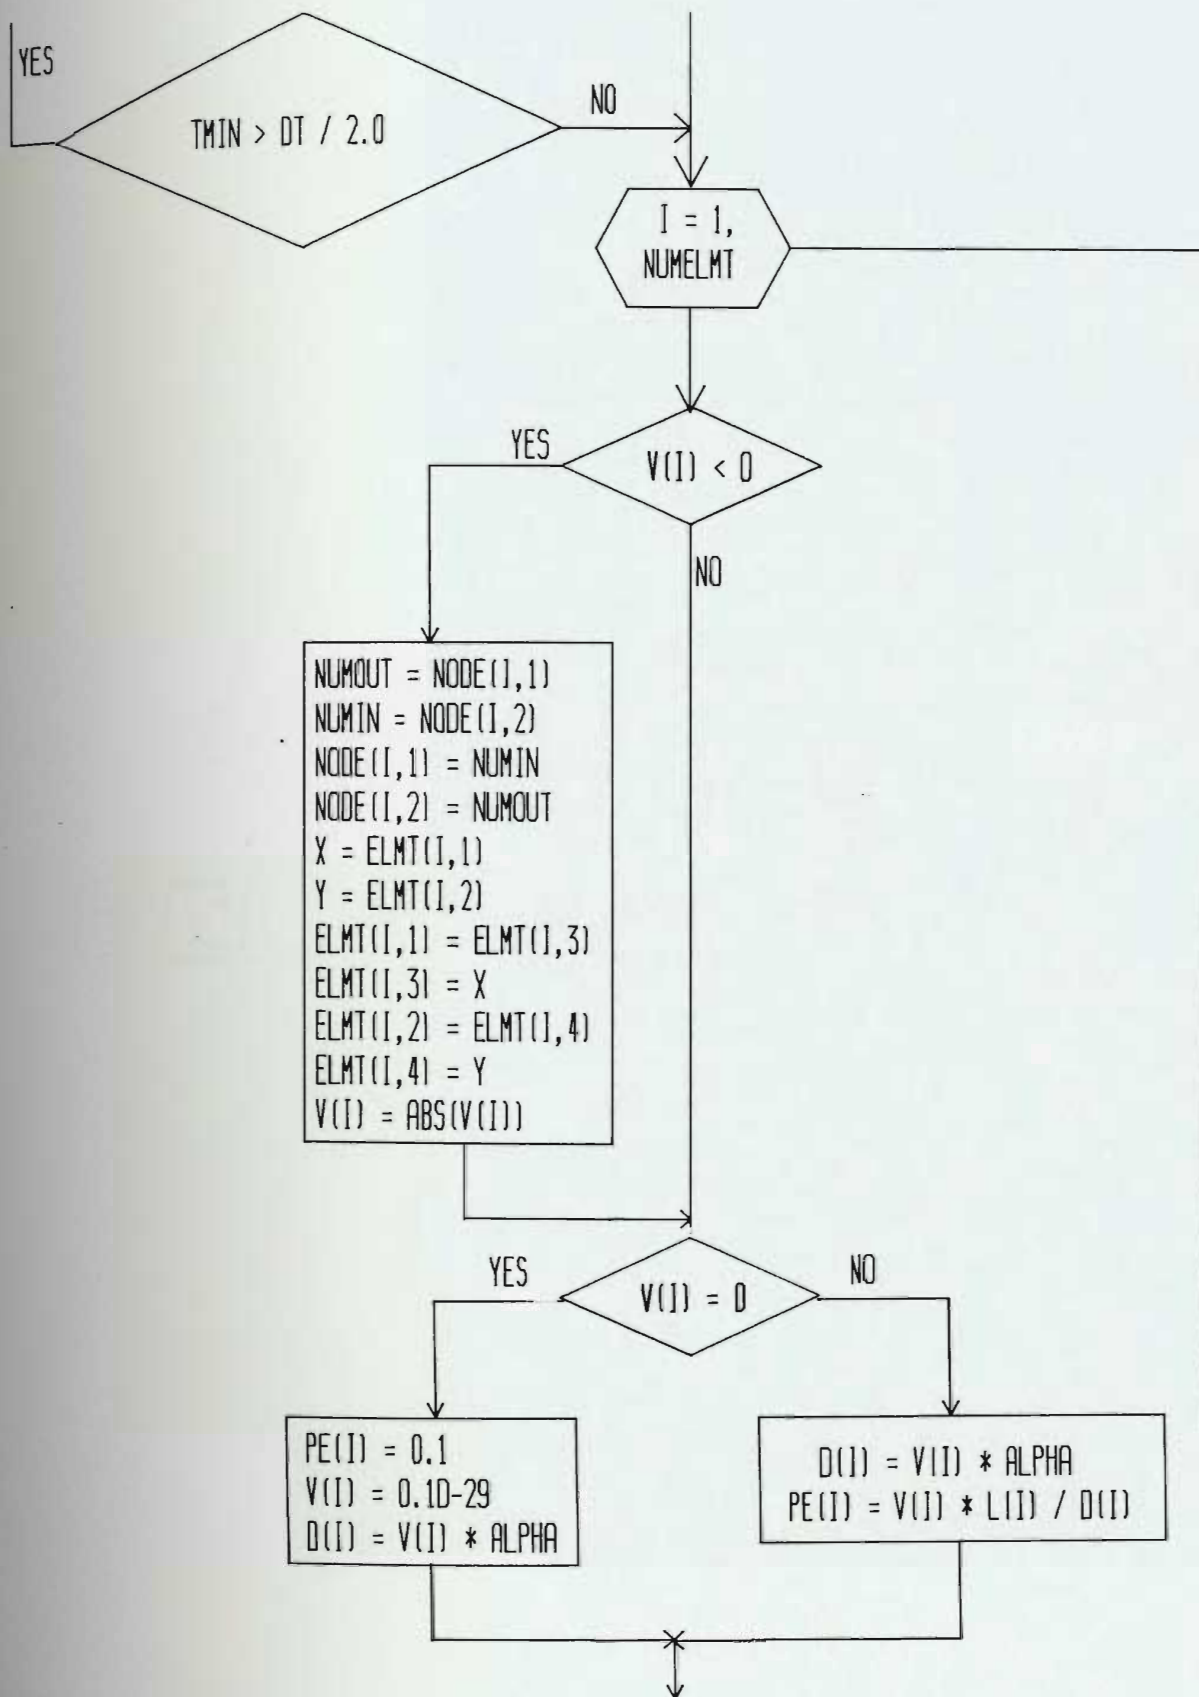 YES
TMIN > DT / 2.0
NO
I = 1,
NUMELMT
YES
V(I) < 0
NO
NUMOUT = NODE(I,1)
NUMIN = NODE(I,2)
NODE(I,1) = NUMIN
NODE(I,2) = NUMOUT
X = ELMT(I,1)
Y = ELMT(I,2)
ELMT(I,1) = ELMT(I,3)
ELMT(I,3) = X
ELMT(I,2) = ELMT(I,4)
ELMT(I,4) = Y
V(I) = ABS(V(I))
YES
V(I) = 0
NO
PE(I) = 0.1
V(I) = 0.1D-29
D(I) = V(I) * ALPHA
D(I) = V(I) * ALPHA
PE(I) = V(I) * L(I) / D(I)